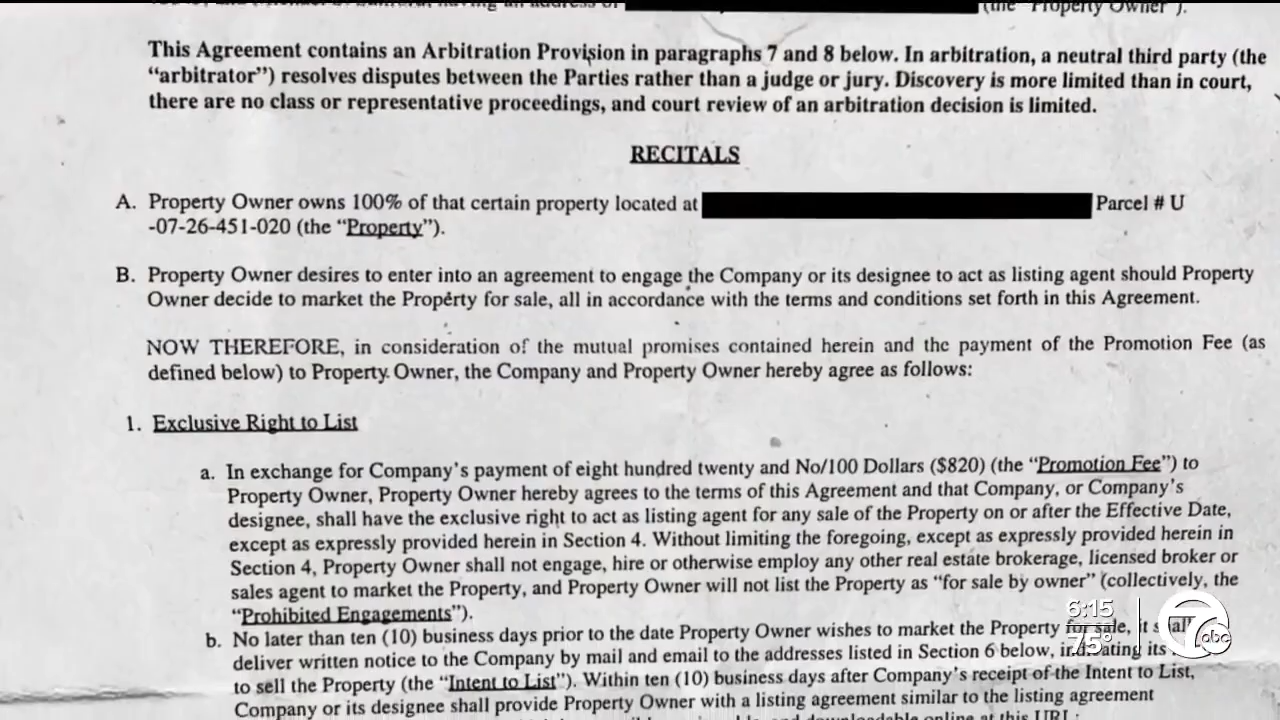 (the "Property Owner").
This Agreement contains an Arbitration Provision in paragraphs 7 and 8 below. In arbitration, a neutral third party (the
"arbitrator") resolves disputes between the Parties rather than a judge or jury. Discovery is more limited than in court,
there are no class or representative proceedings, and court review of an arbitration decision is limited.
RECITALS
A. Property Owner owns 100% of that certain property located at Parcel # U
-07-26-451-020 (the "Property").
B. Property Owner desires to enter into an agreement to engage the Company or its designee to act as listing agent should Property
Owner decide to market the Property for sale, all in accordance with the terms and conditions set forth in this Agreement.
NOW THEREFORE, in consideration of the mutual promises contained herein and the payment of the Promotion Fee (as
defined below) to Property Owner, the Company and Property Owner hereby agree as follows:
1. Exclusive Right to List
a. In exchange for Company's payment of eight hundred twenty and No/100 Dollars ($820) (the "Promotion Fee") to
Property Owner, Property Owner hereby agrees to the terms of this Agreement and that Company, or Company's
designee, shall have the exclusive right to act as listing agent for any sale of the Property on or after the Effective Date,
except as expressly provided herein in Section 4. Without limiting the foregoing, except as expressly provided herein in
Section 4, Property Owner shall not engage, hire or otherwise employ any other real estate brokerage, licensed broker or
sales agent to market the Property, and Property Owner will not list the Property as "for sale by owner" (collectively, the
"Prohibited Engagements").
b. No later than ten (10) business days prior to the date Property Owner wishes to market the Property for sale, it shall
deliver written notice to the Company by mail and email to the addresses listed in Section 6 below, indicating its
to sell the Property (the "Intent to List"). Within ten (10) business days after Company's receipt of the Intent to List,
Company or its designee shall provide Property Owner with a listing agreement similar to the listing agreement
online at this URL:
6:15
75°
7 abc